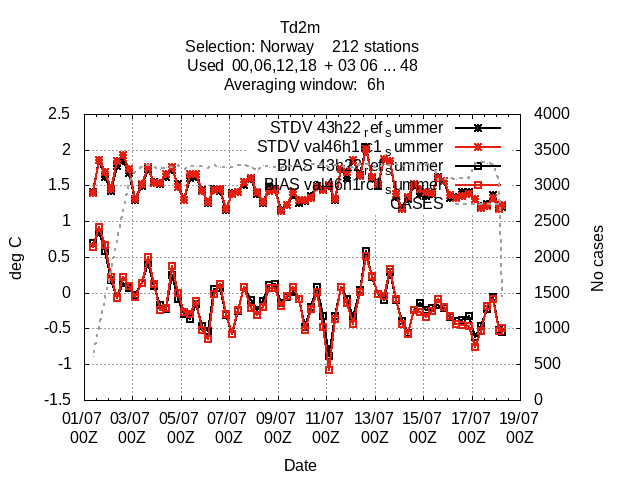 Td2m
Selection: Norway 212 stations
Used 00,06,12,18 + 03 06 ... 48
Averaging window: 6h
STDV 43h22refsummer
STDV val46h1rc1summer
BIAS 43h22refsummer
BIAS val46h1rc1summer
CASES
deg C
No cases
2.5
2
1.5
1
0.5
0
-0.5
-1
-1.5
4000
3500
3000
2500
2000
1500
1000
500
0
01/07 03/07 05/07 07/07 09/07 11/07 13/07 15/07 17/07 19/07
00Z 00Z 00Z 00Z 00Z 00Z 00Z 00Z 00Z 00Z
Date